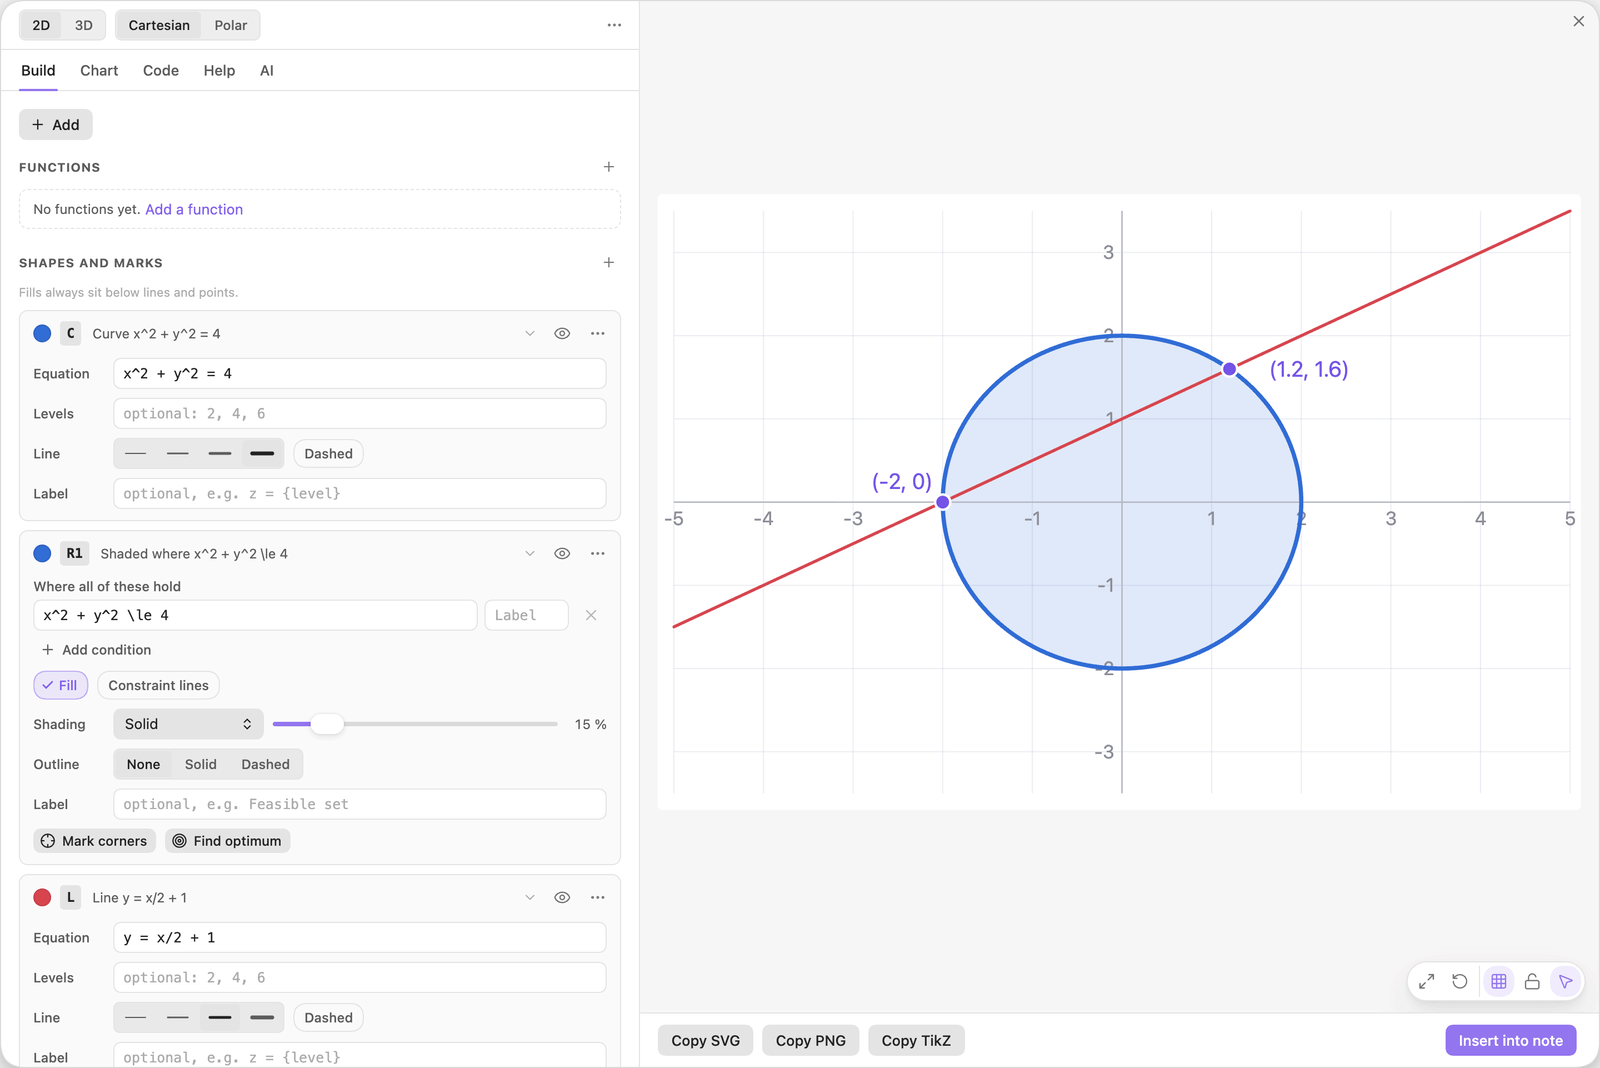 2D 3D Cartesian Polar
Build Chart Code Help AI
+ Add
FUNCTIONS
No functions yet. Add a function
SHAPES AND MARKS
Fills always sit below lines and points.
C Curve x^2 + y^2 = 4
Equation x^2 + y^2 = 4
Levels optional: 2, 4, 6
Line Dashed
Label optional, e.g. z = {level}
R1 Shaded where x^2 + y^2 \le 4
Where all of these hold
x^2 + y^2 \le 4 Label
+ Add condition
Fill Constraint lines
Shading Solid 15 %
Outline None Solid Dashed
Label optional, e.g. Feasible set
Mark corners Find optimum
L Line y = x/2 + 1
Equation y = x/2 + 1
Levels optional: 2, 4, 6
Line Dashed
Label optional, e.g. z = {level}
3
2
(1.2, 1.6)
1
(-2, 0)
-5 -4 -3 -1 1 2 3 4 5
-1
-2
-3
Copy SVG Copy PNG Copy TikZ Insert into note